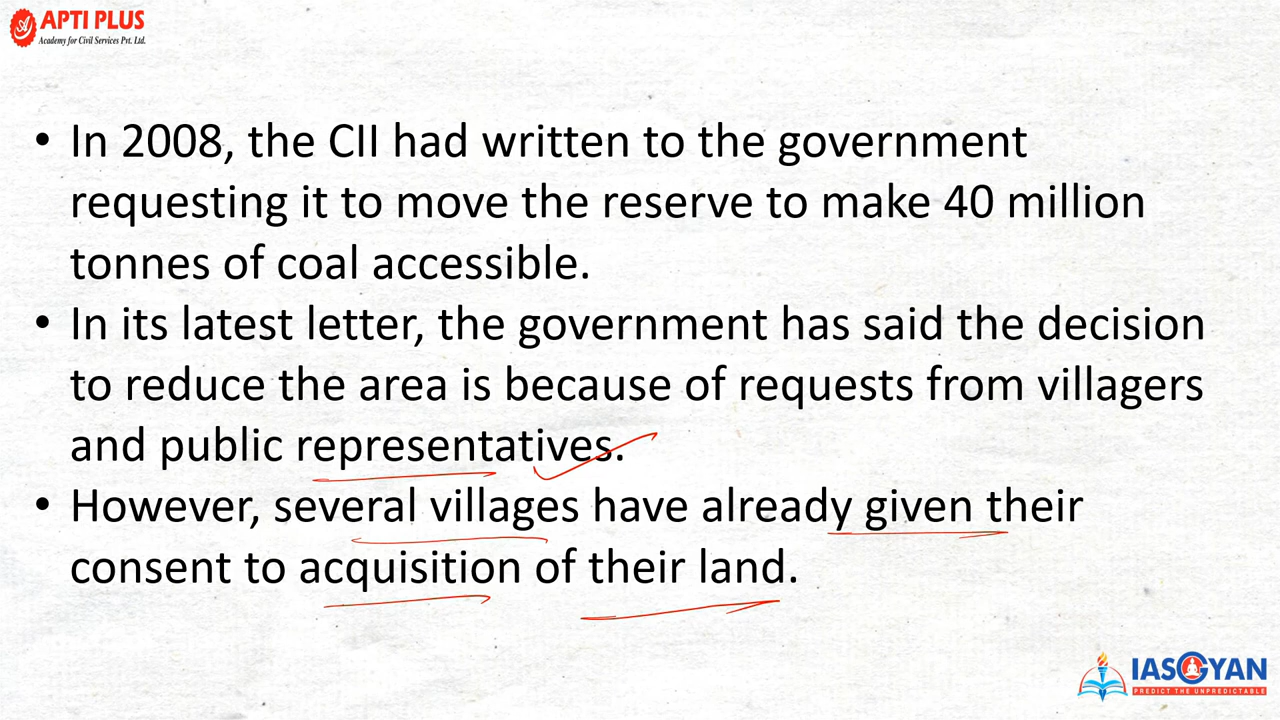 APTI PLUS
Academy for Civil Services Pvt. Ltd.
• In 2008, the CII had written to the government
requesting it to move the reserve to make 40 million
tonnes of coal accessible.
• In its latest letter, the government has said the decision
to reduce the area is because of requests from villagers
and public representatives.
• However, several villages have already given their
consent to acquisition of their land.
IASGYAN
PREDICT THE UNPREDICTABLE